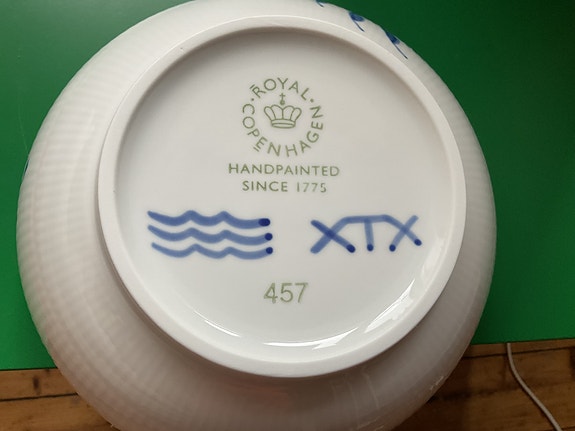 ROYAL COPENHAGEN
HANDPAINTED
SINCE 1775
XTX
457